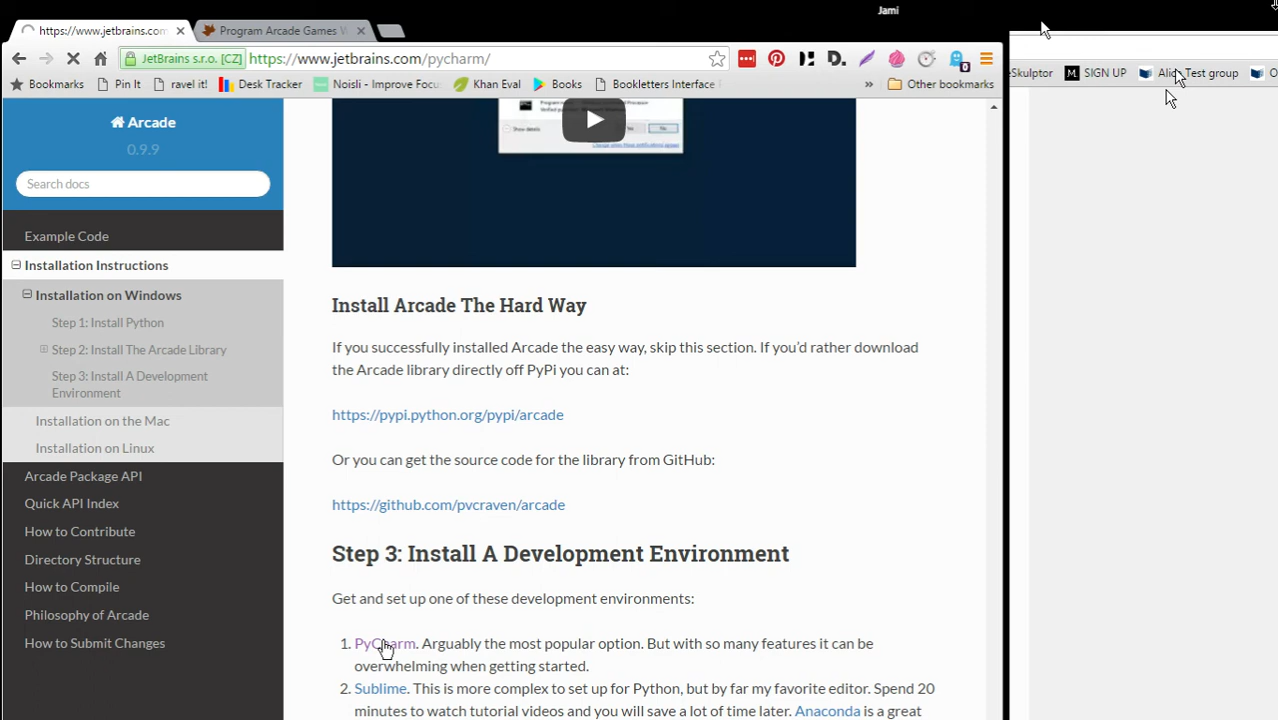 Jami
https://www.jetbrains.com
Program Arcade Games W
JetBrains s.r.o. [CZ] https://www.jetbrains.com/pycharm/
Bookmarks Pin It ravel it! Desk Tracker Noisli - Improve Focu Khan Eval Books Bookletters Interface » Other bookmarks
Skulptor SIGN UP Test group
Arcade
0.9.9
Search docs
Example Code
Installation Instructions
Installation on Windows
Step 1: Install Python
Step 2: Install The Arcade Library
Step 3: Install A Development
Environment
Installation on the Mac
Installation on Linux
Arcade Package API
Quick API Index
How to Contribute
Directory Structure
How to Compile
Philosophy of Arcade
How to Submit Changes
Install Arcade The Hard Way
If you successfully installed Arcade the easy way, skip this section. If you’d rather download
the Arcade library directly off PyPi you can at:
https://pypi.python.org/pypi/arcade
Or you can get the source code for the library from GitHub:
https://github.com/pvcraven/arcade
Step 3: Install A Development Environment
Get and set up one of these development environments:
1. PyCharm. Arguably the most popular option. But with so many features it can be
overwhelming when getting started.
2. Sublime. This is more complex to set up for Python, but by far my favorite editor. Spend 20
minutes to watch tutorial videos and you will save a lot of time later. Anaconda is a great